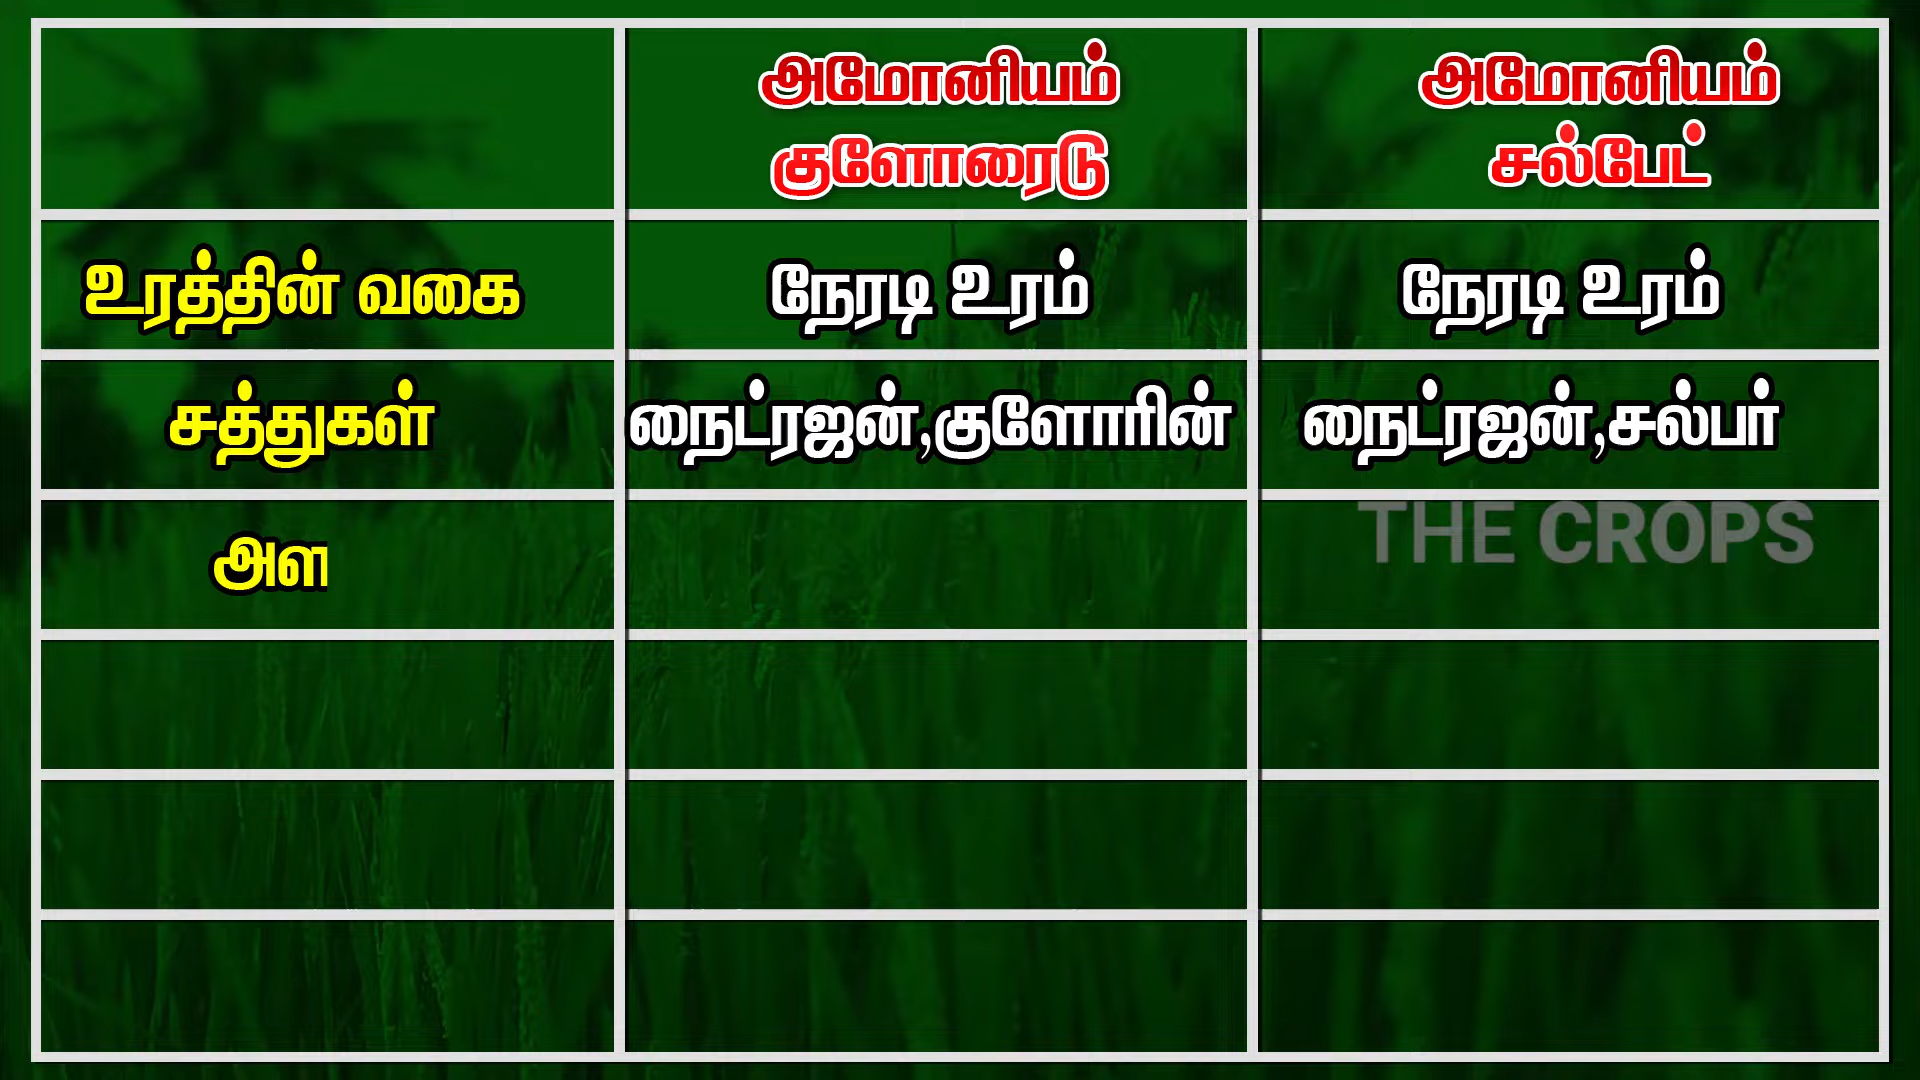 அமோனியம் அமோனியம்
குளோரைடு சல்பேட்
உரத்தின் வகை நேரடி உரம் நேரடி உரம்
சத்துகள் நைட்ரஜன்,குளோரின் நைட்ரஜன்,சல்பர்
THE CROPS
அள